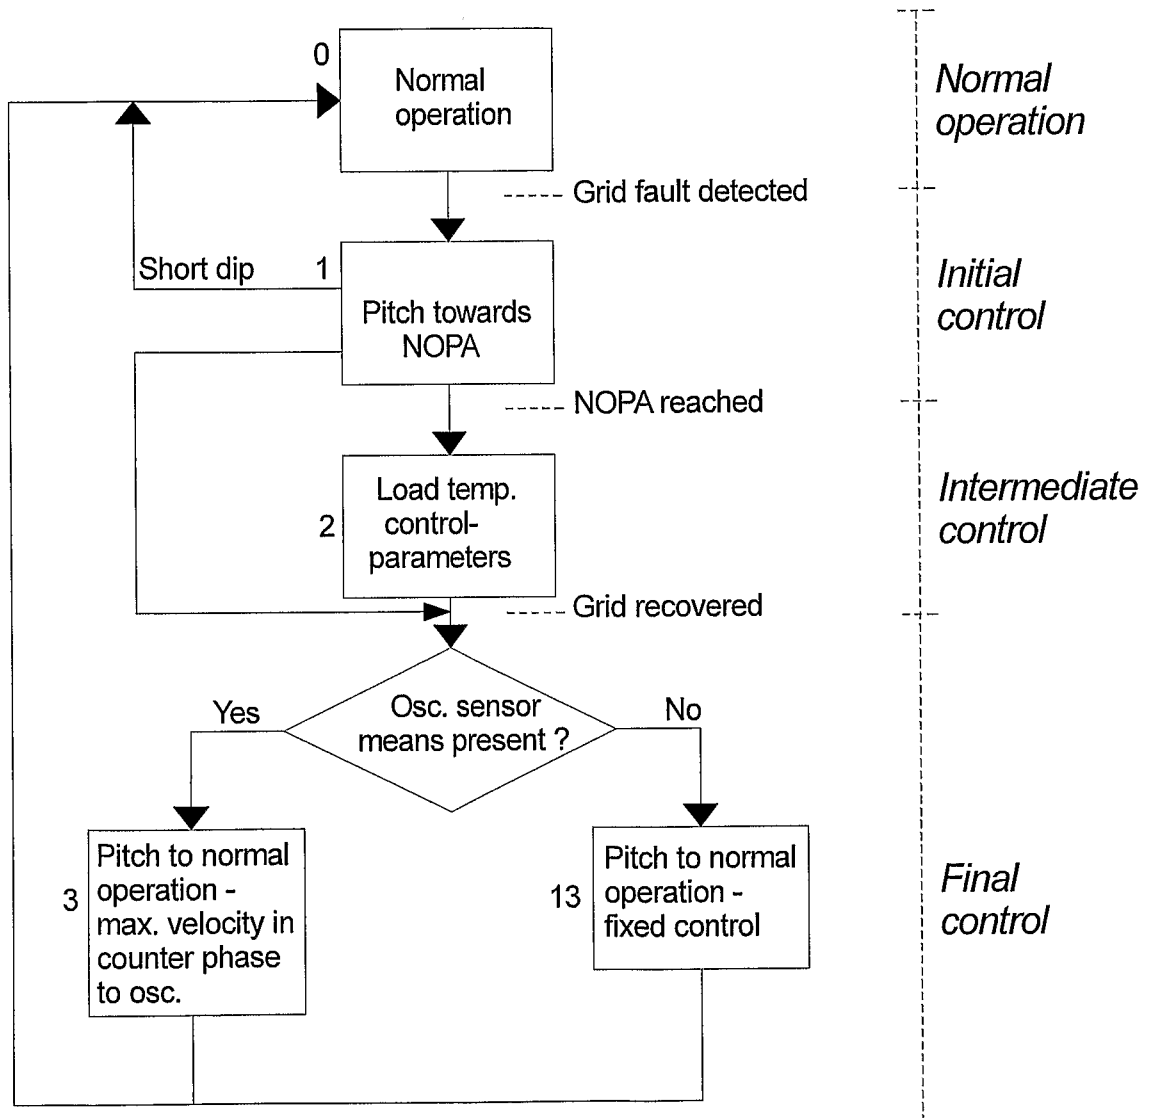 0
Normal
operation
Normal
operation
Grid fault detected
Short dip
1
Pitch towards
NOPA
Initial
control
NOPA reached
2
Load temp.
control-
parameters
Intermediate
control
Grid recovered
Yes
Osc. sensor
means present ?
No
3
Pitch to normal
operation -
max. velocity in
counter phase
to osc.
13
Pitch to normal
operation -
fixed control
Final
control